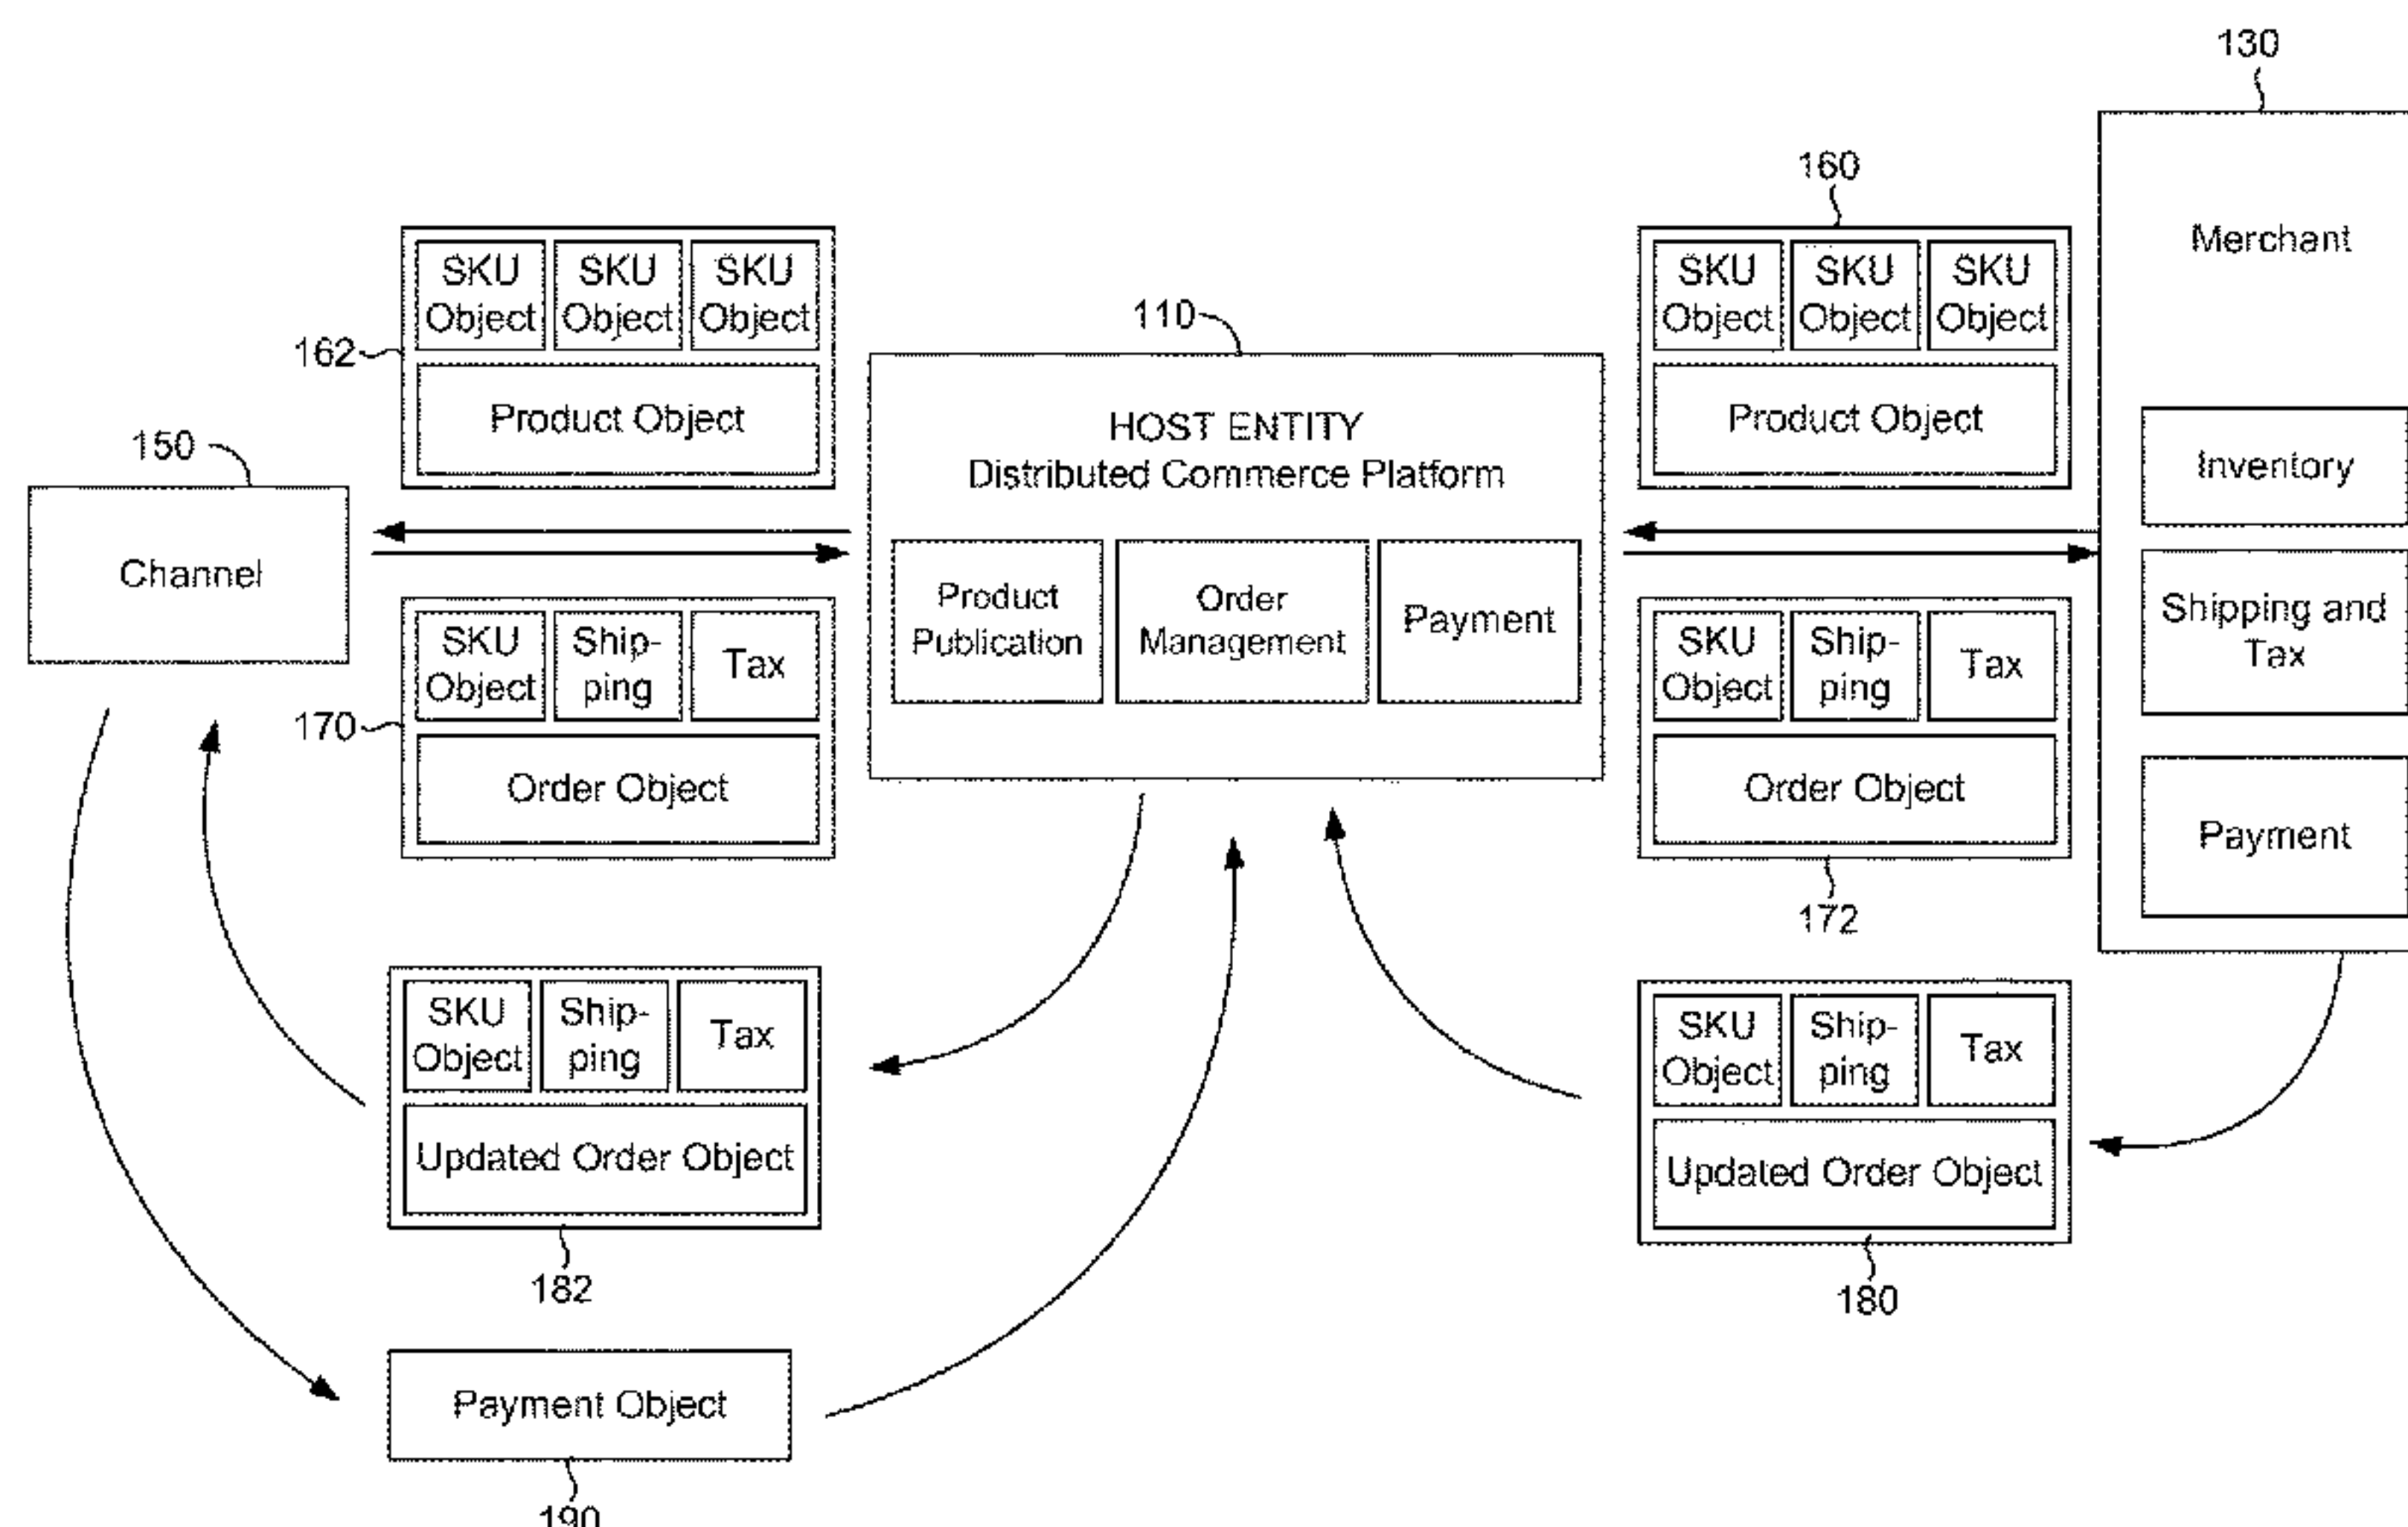 130
160
Merchant
SKU
Object
SKU
Object
SKU
Object
SKU
Object
SKU
Object
SKU
Object
110
162
Product Object
HOST ENTITY
Distributed Commerce Platform
Product Object
150
Inventory
Channel
Product
Publication
Order
Management
Payment
Shipping and
Tax
SKU
Object
Ship-
ping
Tax
SKU
Object
Ship-
ping
Tax
170
Order Object
Order Object
Payment
172
SKU
Object
Ship-
ping
Tax
SKU
Object
Ship-
ping
Tax
Updated Order Object
Updated Order Object
182
180
Payment Object
190